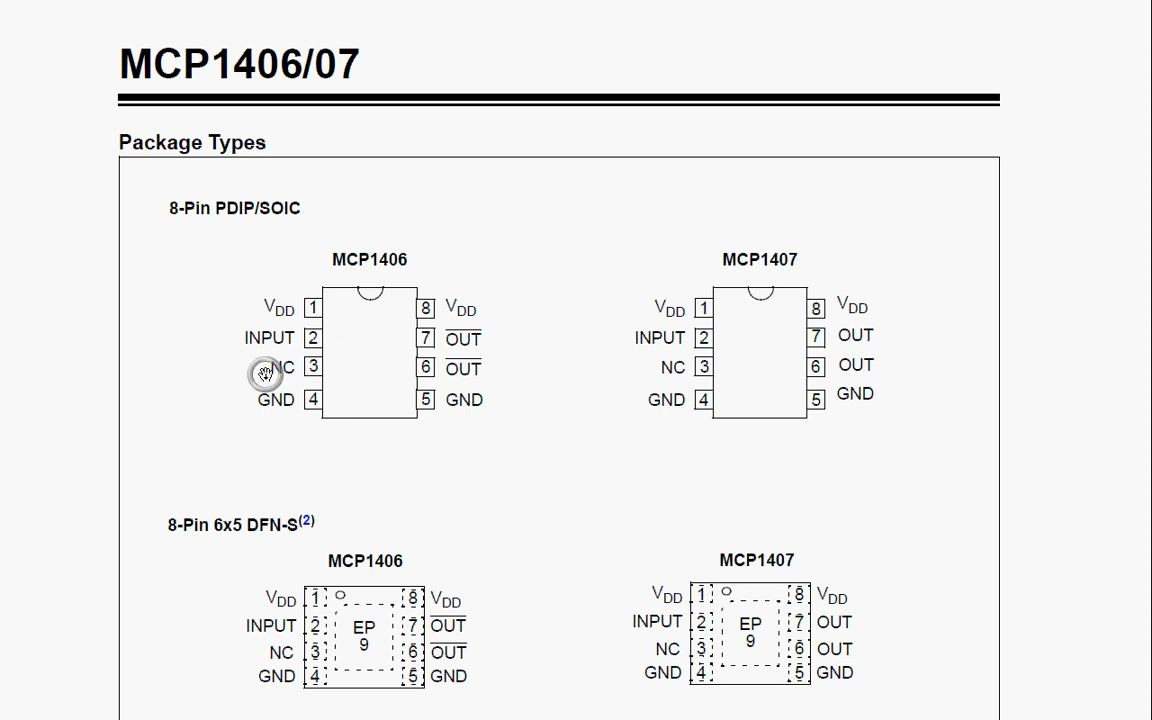 MCP1406/07
Package Types
8-Pin PDIP/SOIC
MCP1406 MCP1407
VDD 1 8 VDD VDD 1 8 VDD
INPUT 2 7 OUT INPUT 2 7 OUT
NC 3 6 OUT NC 3 6 OUT
GND 4 5 GND GND 4 5 GND
8-Pin 6x5 DFN-S(2)
MCP1406 MCP1407
VDD 1 8 VDD VDD 1 8 VDD
INPUT 2 EP 7 OUT INPUT 2 EP 7 OUT
NC 3 9 6 OUT NC 3 9 6 OUT
GND 4 5 GND GND 4 5 GND